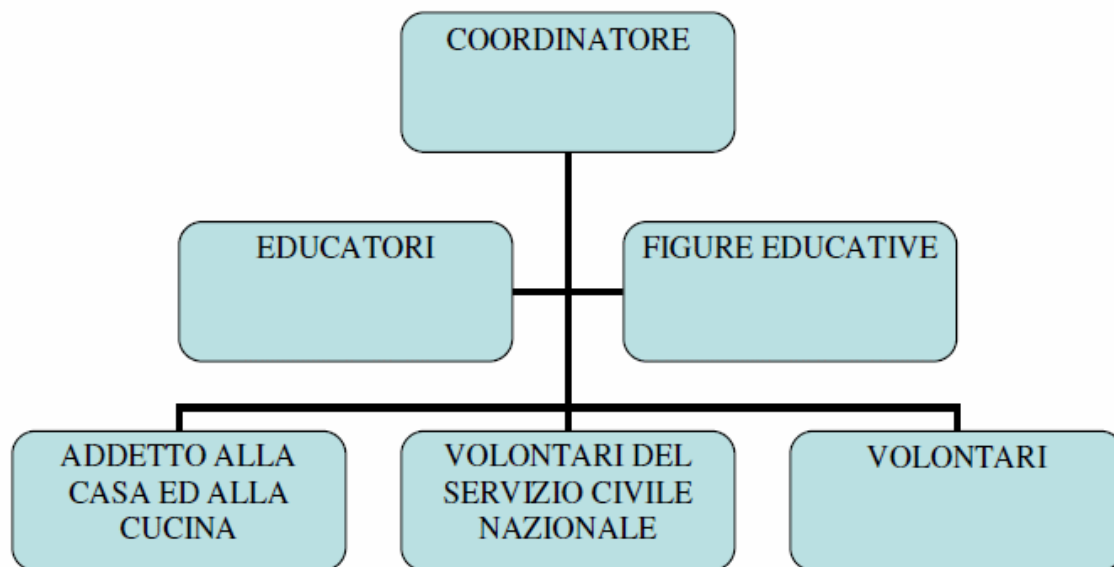 COORDINATORE
EDUCATORI
FIGURE EDUCATIVE
ADDETTO ALLA
CASA ED ALLA
CUCINA
VOLONTARI DEL
SERVIZIO CIVILE
NAZIONALE
VOLONTARI